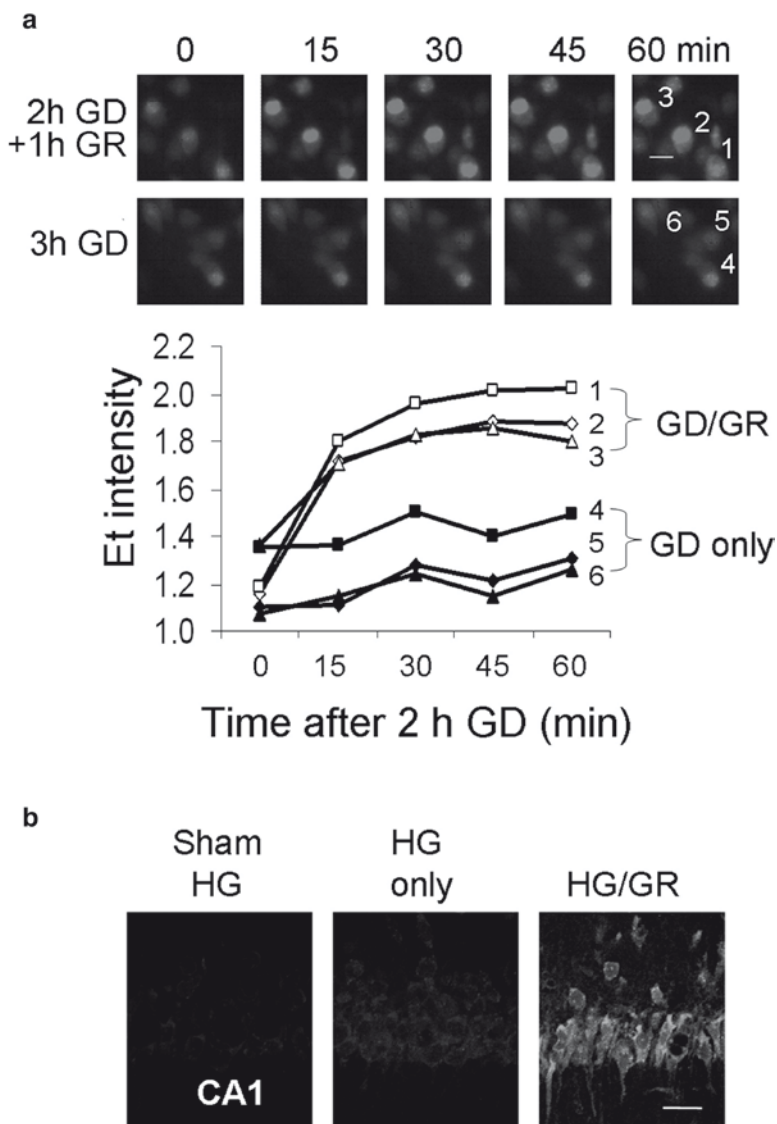 a
0 15 30 45 60 min
2h GD
+1h GR
3
2
1
3h GD
6 5
4
2.2
2.0
1.8
1.6
1.4
1.2
1.0
Et intensity
1
2
3
GD/GR
4
5
6
GD only
0 15 30 45 60
Time after 2 h GD (min)
b
Sham
HG
HG
only
HG/GR
CA1